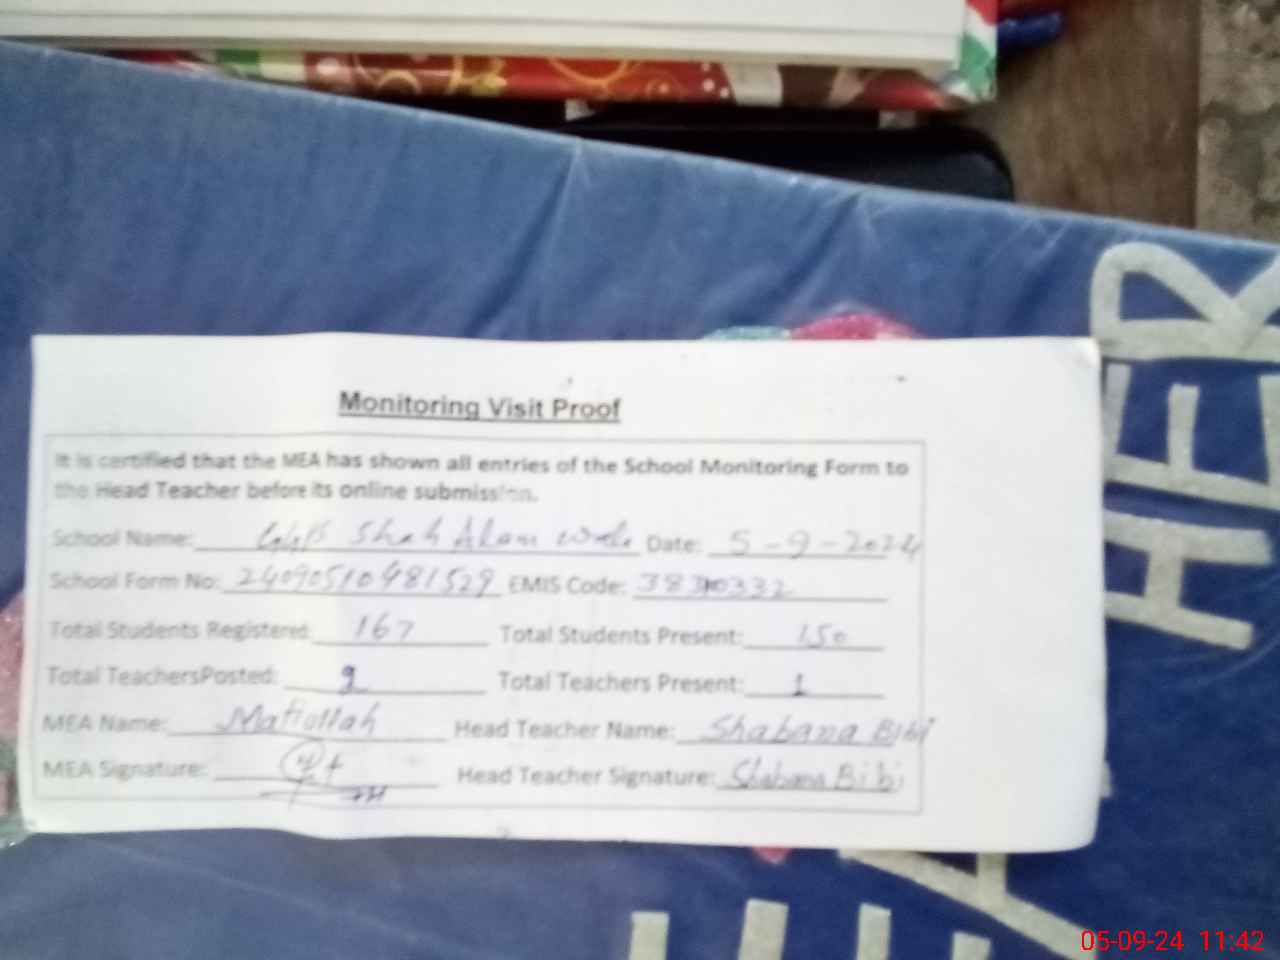 Monitoring Visit Proof
It is certified that the MEA has shown all entries of the School Monitoring Form to
the Head Teacher before its online submission.
School Name: Shah Alam Wala Date: 5-9-2024
School Form No: 24090510481529 EMIS Code:
Total Students Registered: 167 Total Students Present: 150
Total TeachersPosted: Total Teachers Present: 1
MEA Name: Matiullah Head Teacher Name: Shabana Bibi
MEA Signature: Head Teacher Signature: Shabana Bibi
HER
05-09-24 11:42